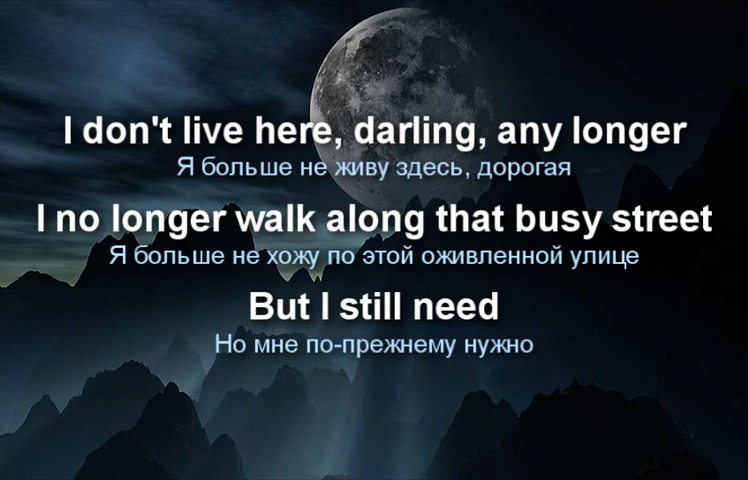 I don't live here, darling, any longer
Я больше не живу здесь, дорогая
I no longer walk along that busy street
Я больше не хожу по этой оживленной улице
But I still need
Но мне по-прежнему нужно